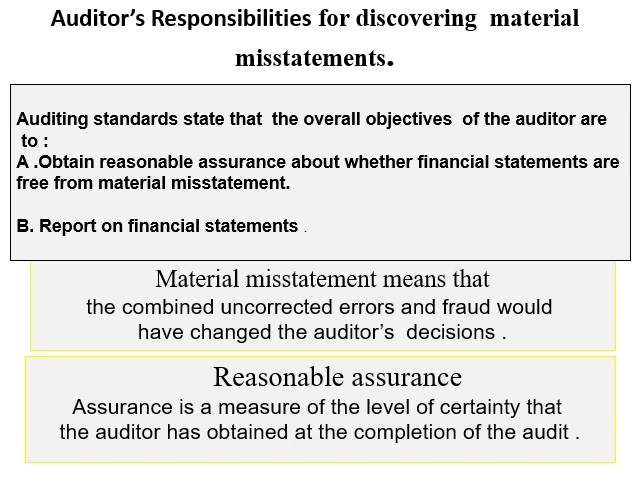 Auditor's Responsibilities for discovering material
misstatements.
Auditing standards state that the overall objectives of the auditor are
to :
A .Obtain reasonable assurance about whether financial statements are
free from material misstatement.
B. Report on financial statements .
Material misstatement means that
the combined uncorrected errors and fraud would
have changed the auditor's decisions .
Reasonable assurance
Assurance is a measure of the level of certainty that
the auditor has obtained at the completion of the audit .